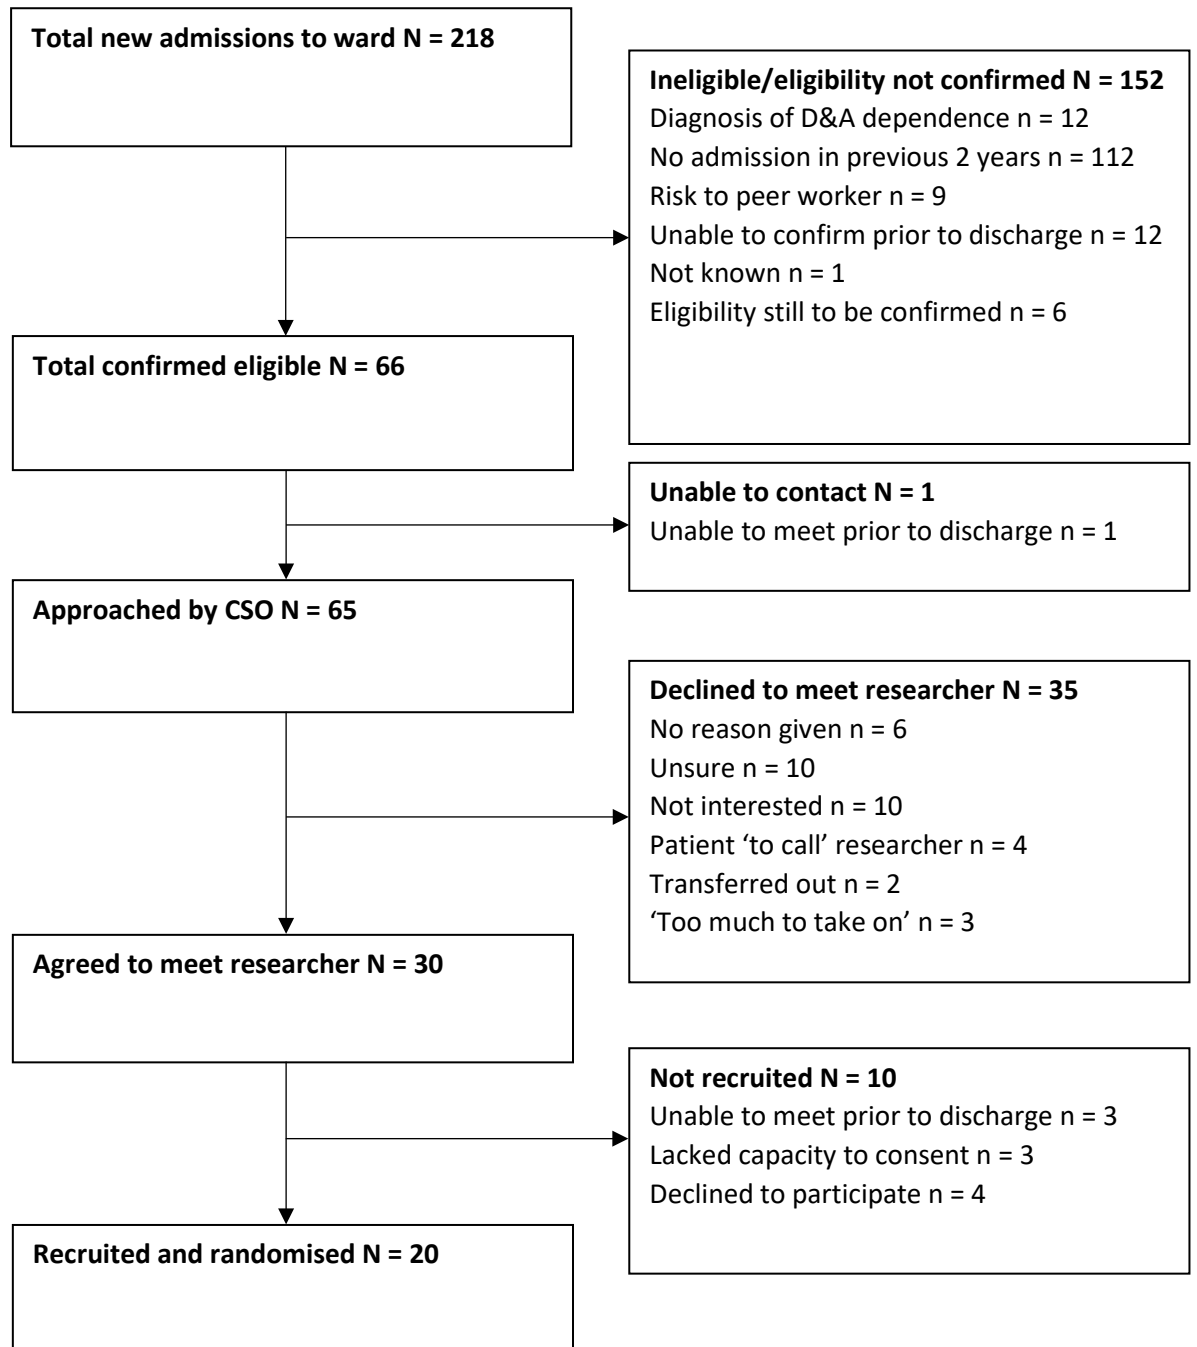 Total new admissions to ward N = 218
Ineligible/eligibility not confirmed N = 152
Diagnosis of D&A dependence n = 12
No admission in previous 2 years n = 112
Risk to peer worker n = 9
Unable to confirm prior to discharge n = 12
Not known n = 1
Eligibility still to be confirmed n = 6
Total confirmed eligible N = 66
Unable to contact N = 1
Unable to meet prior to discharge n = 1
Approached by CSO N = 65
Declined to meet researcher N = 35
No reason given n = 6
Unsure n = 10
Not interested n = 10
Patient ‘to call’ researcher n = 4
Transferred out n = 2
‘Too much to take on’ n = 3
Agreed to meet researcher N = 30
Not recruited N = 10
Unable to meet prior to discharge n = 3
Lacked capacity to consent n = 3
Declined to participate n = 4
Recruited and randomised N = 20